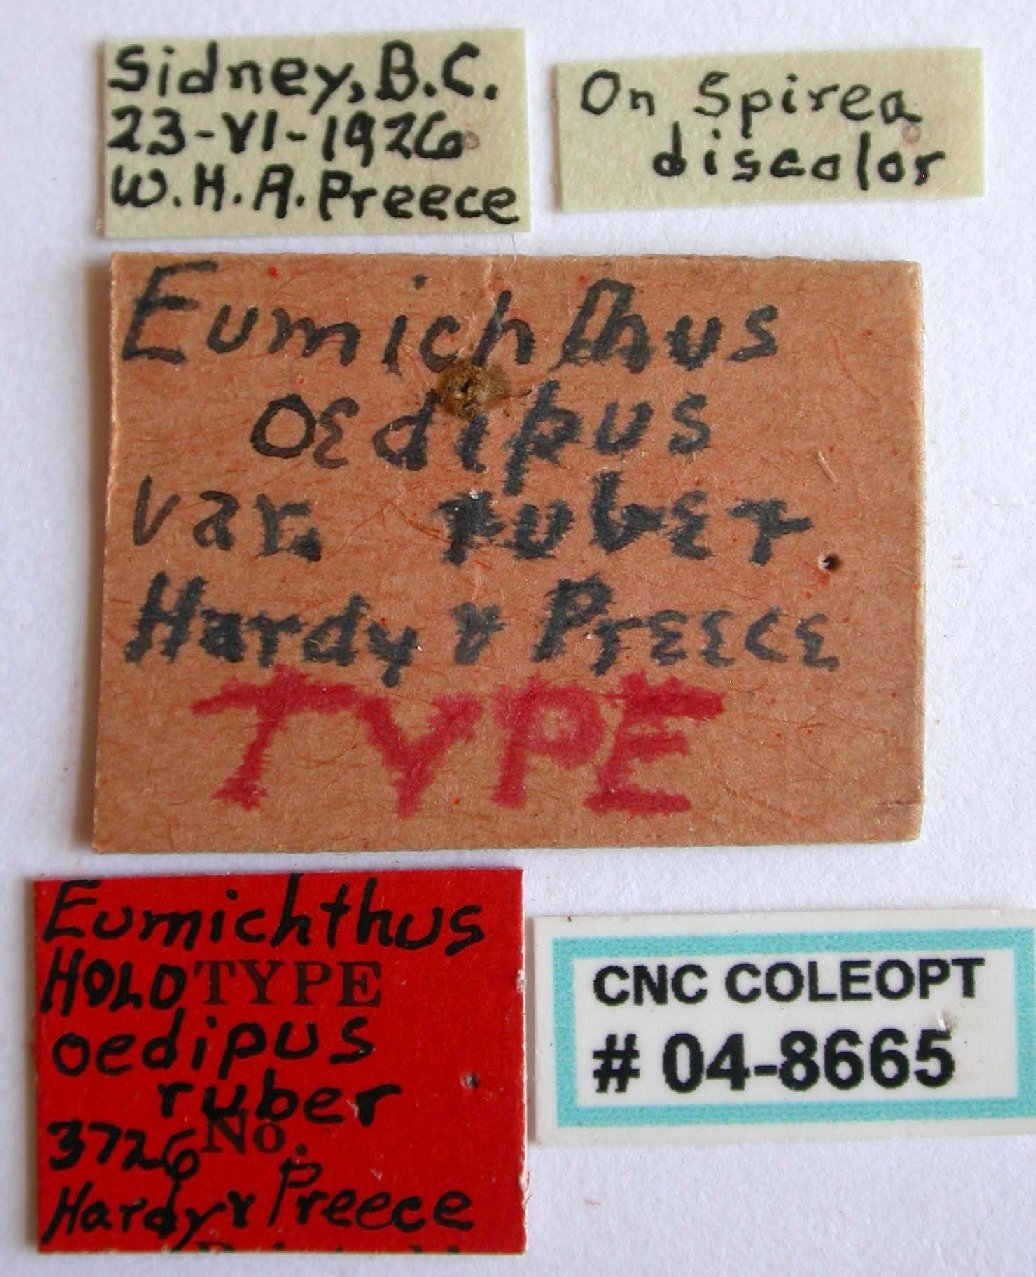 Sidney, B.C.
23-VI-1926
W.H.A. Preece
On Spirea
discolor
Eumichthus
oedipus
var. ruber
Hardy & Preece
TYPE
Eumichthus
HOLOTYPE
oedipus
ruber
3726 No.
Hardy & Preece
CNC COLEOPT
# 04-8665